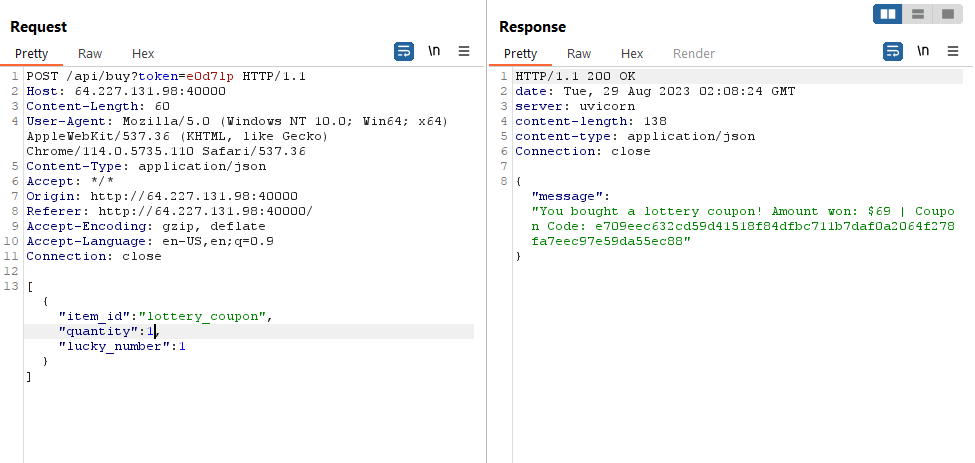 Request
Pretty Raw Hex \n
1 POST /api/buy?token=e0d71p HTTP/1.1
2 Host: 64.227.131.98:40000
3 Content-Length: 60
4 User-Agent: Mozilla/5.0 (Windows NT 10.0; Win64; x64)
AppleWebKit/537.36 (KHTML, like Gecko)
Chrome/114.0.5735.110 Safari/537.36
5 Content-Type: application/json
6 Accept: */*
7 Origin: http://64.227.131.98:40000
8 Referer: http://64.227.131.98:40000/
9 Accept-Encoding: gzip, deflate
10 Accept-Language: en-US,en;q=0.9
11 Connection: close
12
13 [
{
"item_id":"lottery_coupon",
"quantity":1,
"lucky_number":1
}
]
Response
Pretty Raw Hex Render \n
1 HTTP/1.1 200 OK
2 date: Tue, 29 Aug 2023 02:08:24 GMT
3 server: uvicorn
4 content-length: 138
5 content-type: application/json
6 Connection: close
7
8 {
"message":
"You bought a lottery coupon! Amount won: $69 | Coupo
n Code: e709eec632cd59d41518f84dfbc711b7daf0a2064f278
fa7eec97e59da55ec88"
}